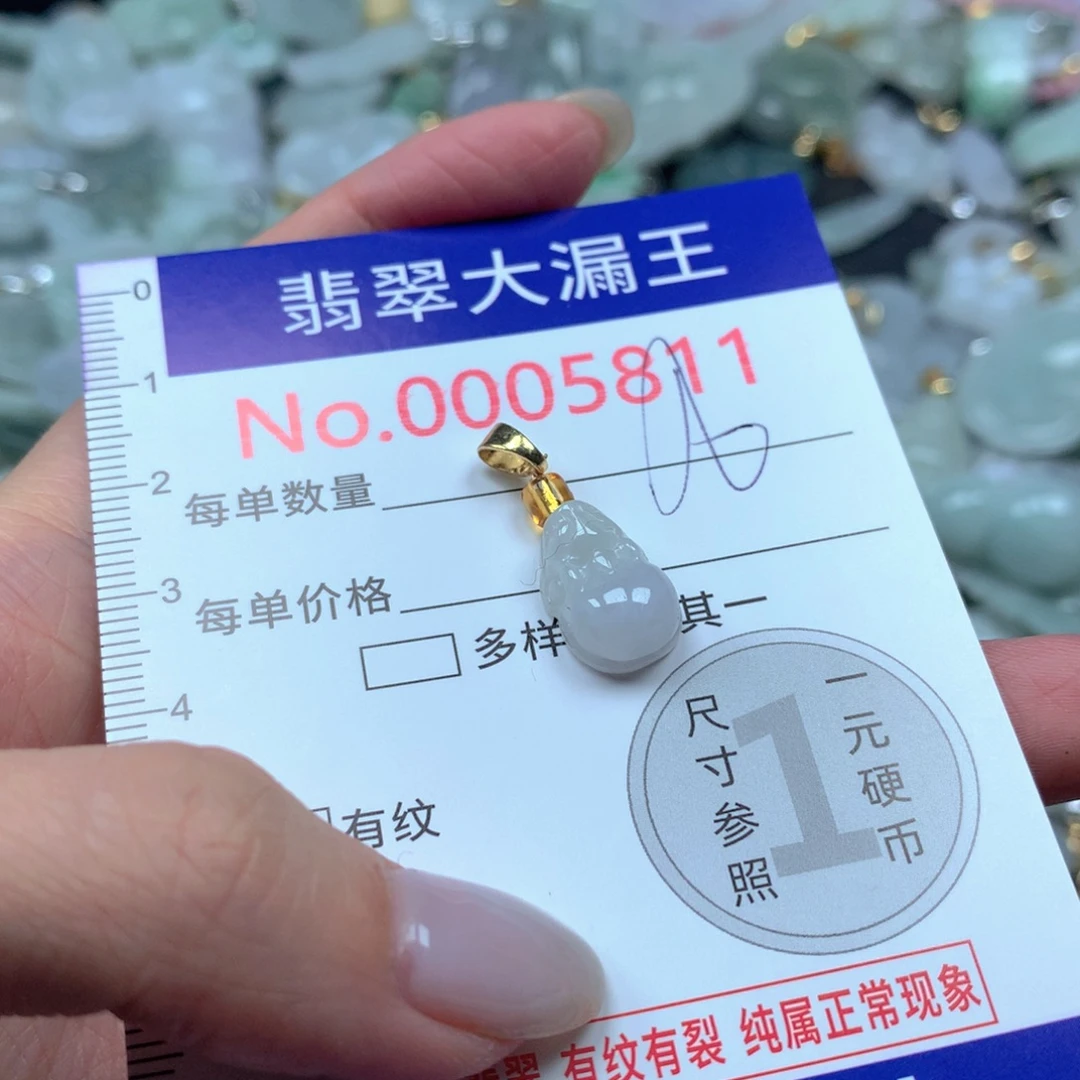 翡翠大漏王
No.0005811
每单数量
每单价格
多样 其一
有纹
尺寸参照
一元硬币
1
翡翠 有纹有裂 纯属正常现象
0
1
2
3
4